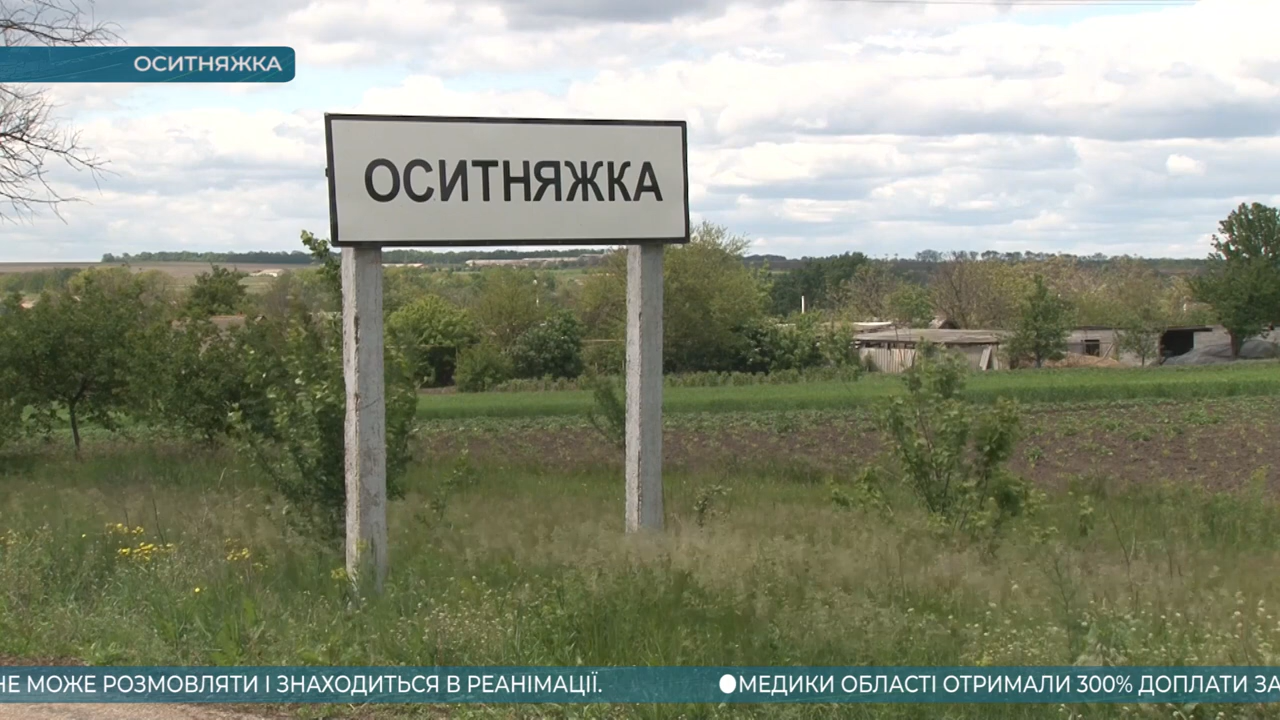 ОСИТНЯЖКА
ОСИТНЯЖКА
НЕ МОЖЕ РОЗМОВЛЯТИ І ЗНАХОДИТЬСЯ В РЕАНІМАЦІЇ. МЕДИКИ ОБЛАСТІ ОТРИМАЛИ 300% ДОПЛАТИ ЗА